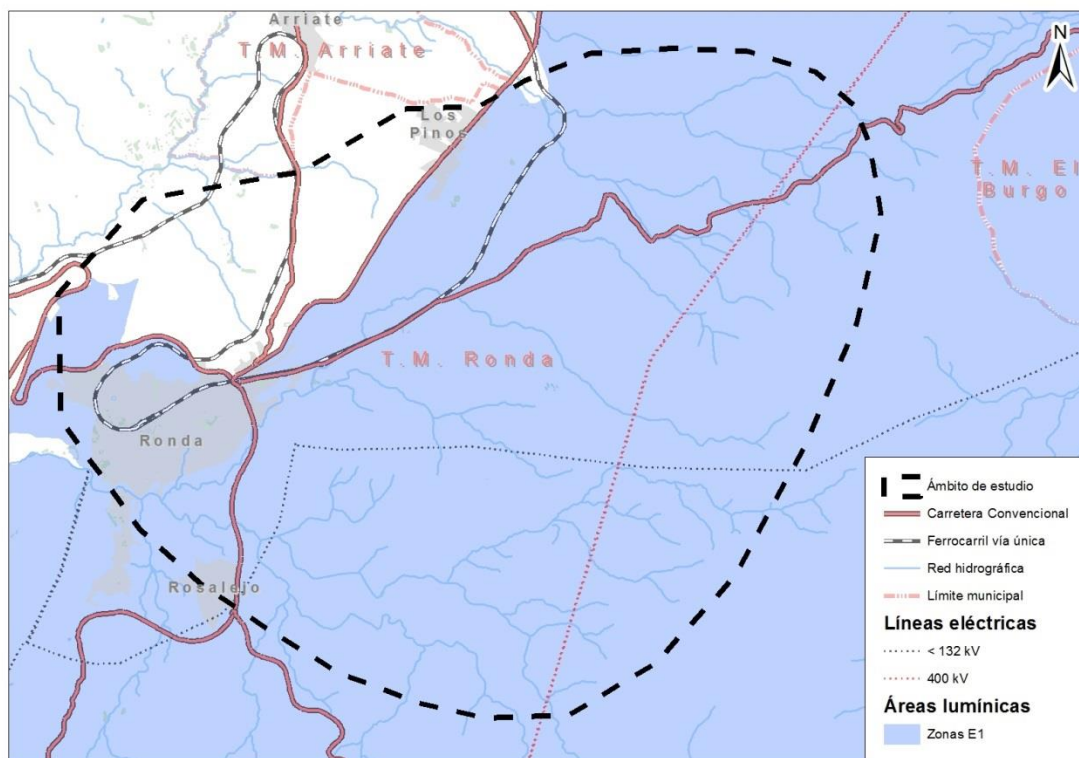 Arriate
T.M. Arriate
N
Los
Pinos
T.M. El
Burgo
T.M. Ronda
Ronda
Rosalejo
Ámbito de estudio
Carretera Convencional
Ferrocarril vía única
Red hidrográfica
Límite municipal
Líneas eléctricas
< 132 kV
400 kV
Áreas lumínicas
Zonas E1